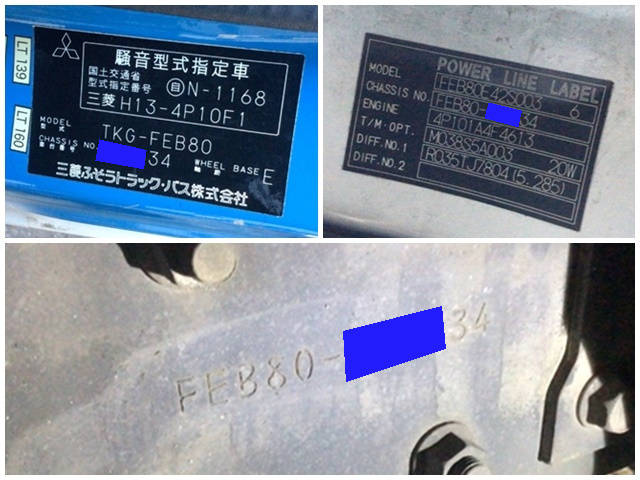 LT 139
LT 160
騒音型式指定車
国土交通省
型式指定番号
自 N-1168
三菱 H13-4P10F1
MODEL
型式
TKG-FEB80
CHASSIS NO.
車台番号
34
WHEEL BASE
軸距
E
三菱ふそうトラック・バス株式会社
POWER LINE LABEL
MODEL FEB80E42S003 6
CHASSIS NO. FEB80- 34
ENGINE 4P10TA4F4613
T/M・OPT. M038S5A003 20W
DIFF.NO.1 R0351J7804(5.285)
DIFF.NO.2
FEB80- 34